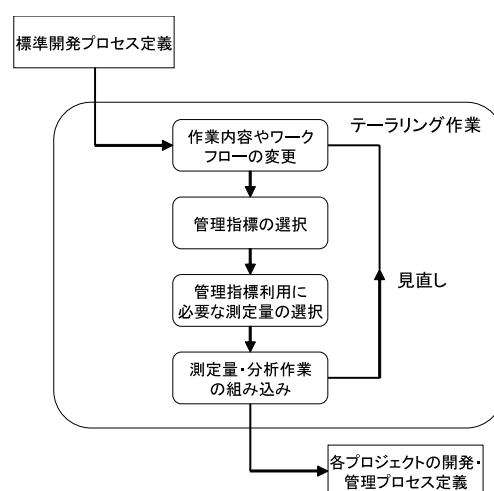 標準開発プロセス定義
テーラリング作業
作業内容やワーク
フローの変更
管理指標の選択
管理指標利用に
必要な測定量の選択
見直し
測定量・分析作業
の組み込み
各プロジェクトの開発・
管理プロセス定義